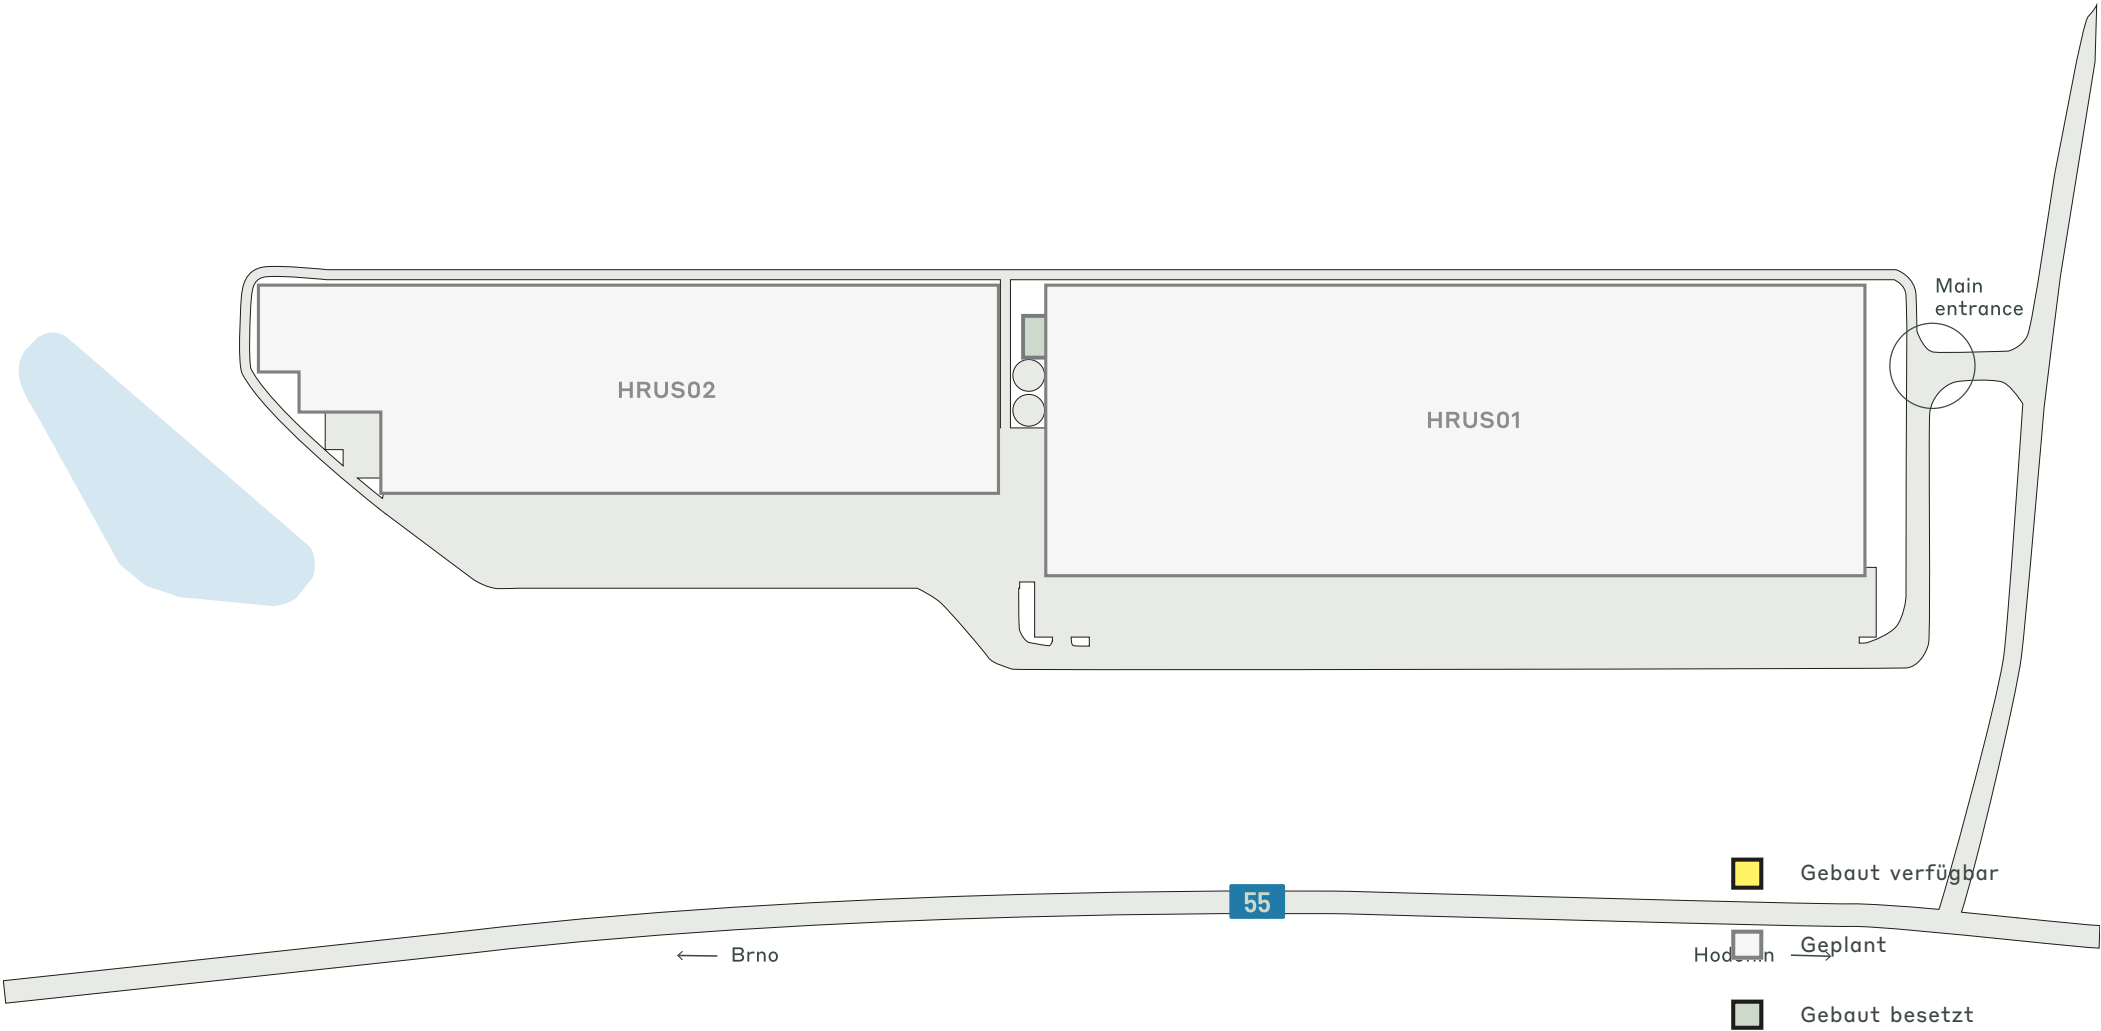 Main
entrance
HRUS02
HRUS01
Gebaut verfügbar
55
Geplant
Brno
Gebaut besetzt